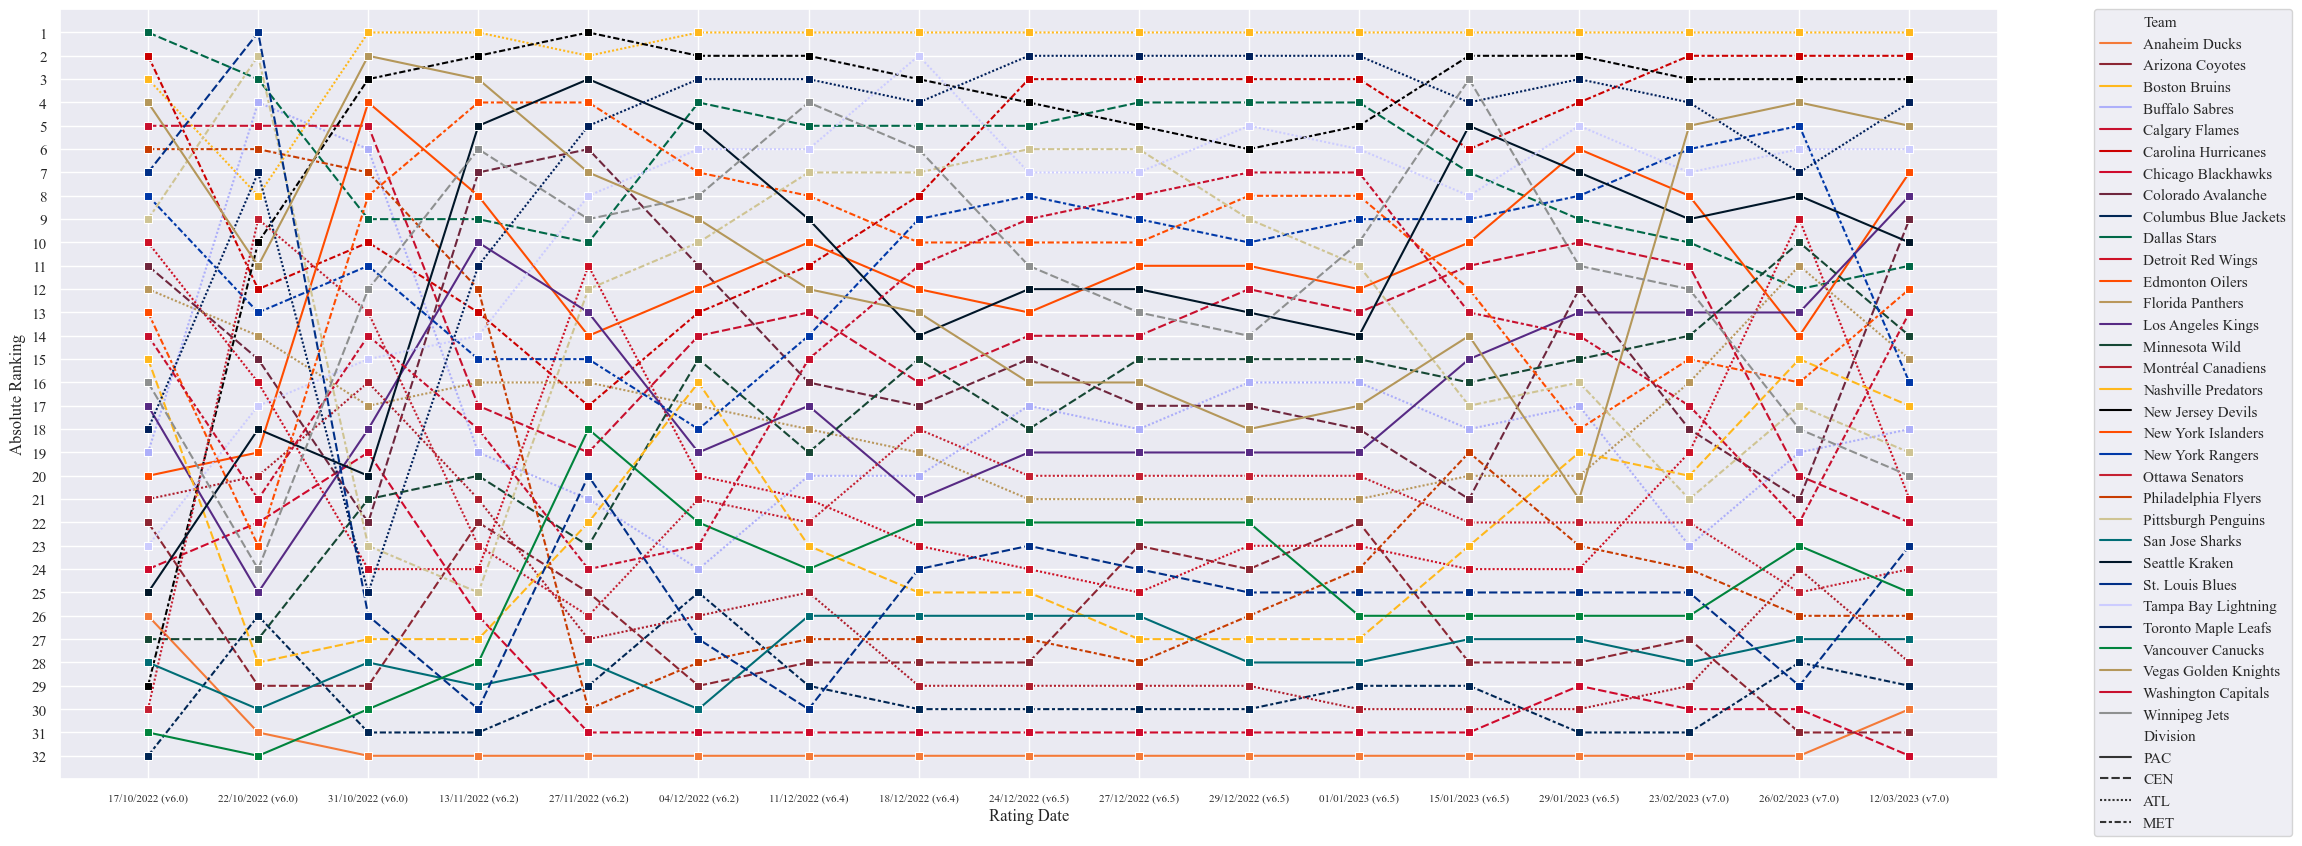 Absolute Ranking
1
2
3
4
5
6
7
8
9
10
11
12
13
14
15
16
17
18
19
20
21
22
23
24
25
26
27
28
29
30
31
32
17/10/2022 (v6.0)
22/10/2022 (v6.0)
31/10/2022 (v6.0)
13/11/2022 (v6.2)
27/11/2022 (v6.2)
04/12/2022 (v6.2)
11/12/2022 (v6.4)
18/12/2022 (v6.4)
24/12/2022 (v6.5)
27/12/2022 (v6.5)
29/12/2022 (v6.5)
01/01/2023 (v6.5)
15/01/2023 (v6.5)
29/01/2023 (v6.5)
23/02/2023 (v7.0)
26/02/2023 (v7.0)
12/03/2023 (v7.0)
Rating Date
Team
Anaheim Ducks
Arizona Coyotes
Boston Bruins
Buffalo Sabres
Calgary Flames
Carolina Hurricanes
Chicago Blackhawks
Colorado Avalanche
Columbus Blue Jackets
Dallas Stars
Detroit Red Wings
Edmonton Oilers
Florida Panthers
Los Angeles Kings
Minnesota Wild
Montréal Canadiens
Nashville Predators
New Jersey Devils
New York Islanders
New York Rangers
Ottawa Senators
Philadelphia Flyers
Pittsburgh Penguins
San Jose Sharks
Seattle Kraken
St. Louis Blues
Tampa Bay Lightning
Toronto Maple Leafs
Vancouver Canucks
Vegas Golden Knights
Washington Capitals
Winnipeg Jets
Division
PAC
CEN
ATL
MET